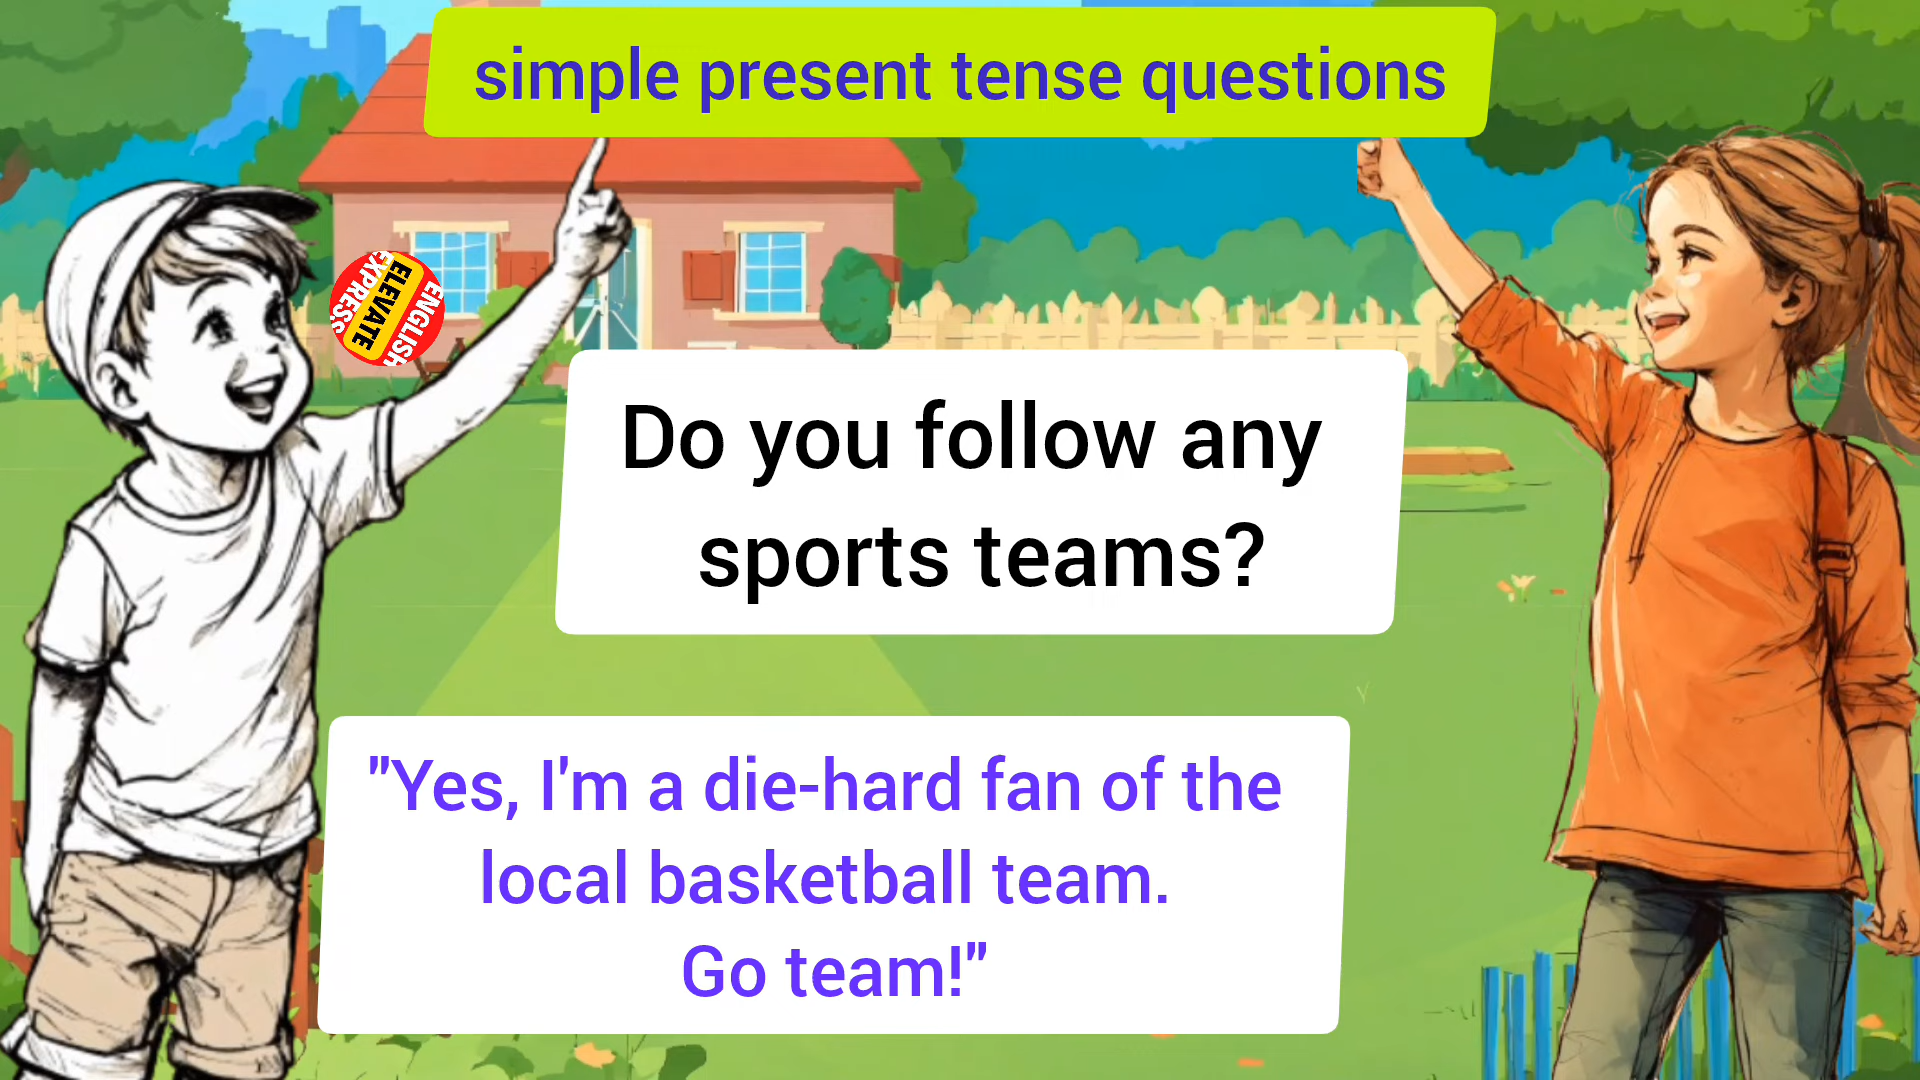 simple present tense questions
ENGLISH
ELEVATE
EXPRESS
Do you follow any
sports teams?
"Yes, I'm a die-hard fan of the
local basketball team.
Go team!"